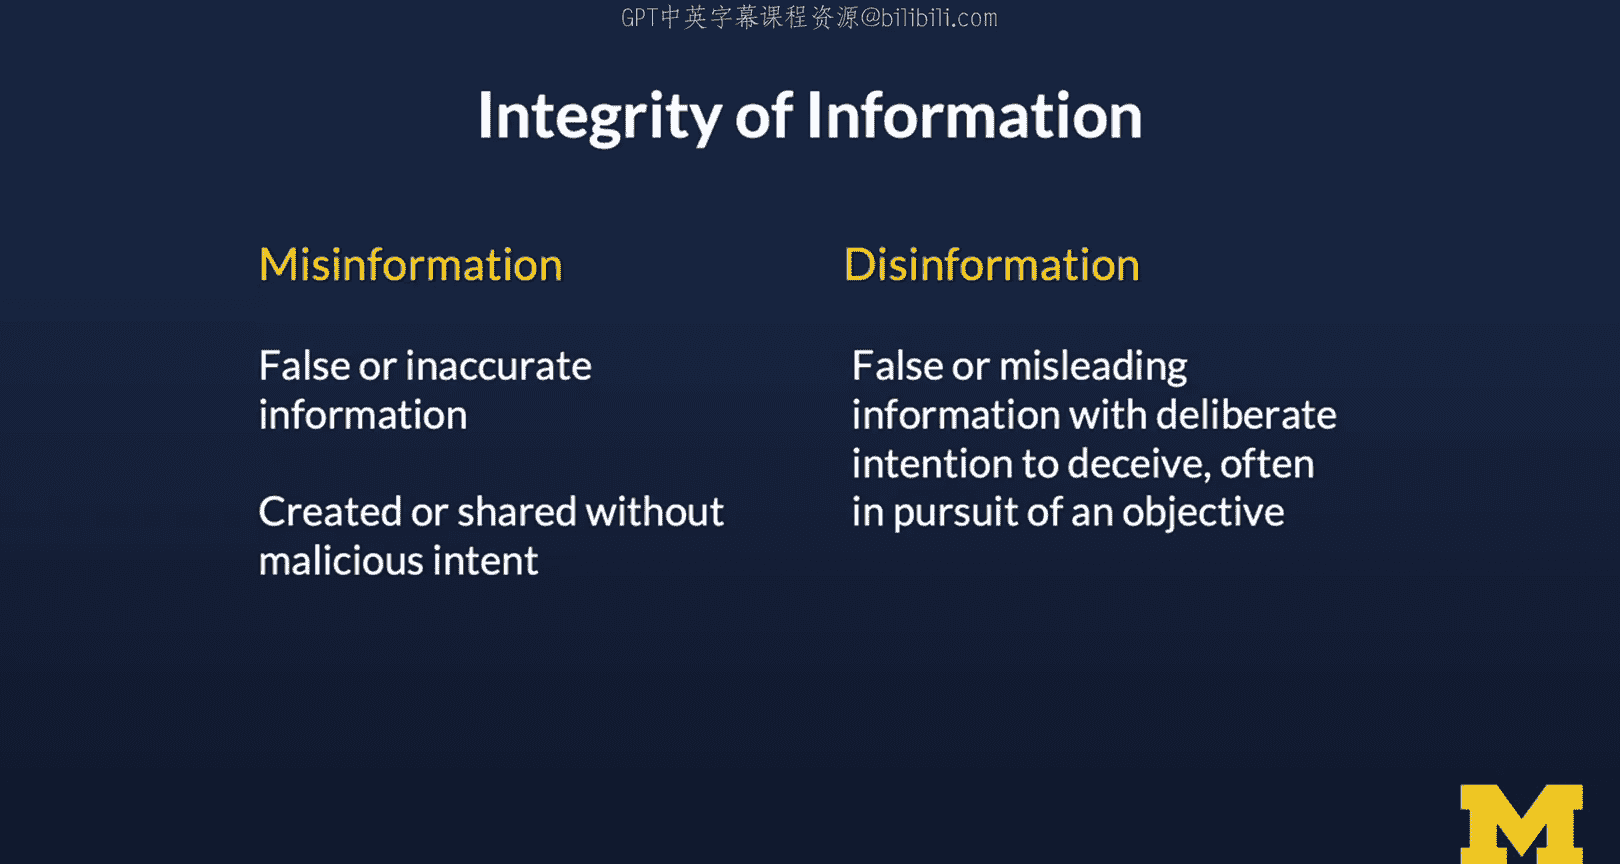 GPT中英字幕课程资源@bilibili.com
Integrity of Information
Misinformation
False or inaccurate
information
Created or shared without
malicious intent
Disinformation
False or misleading
information with deliberate
intention to deceive, often
in pursuit of an objective
M